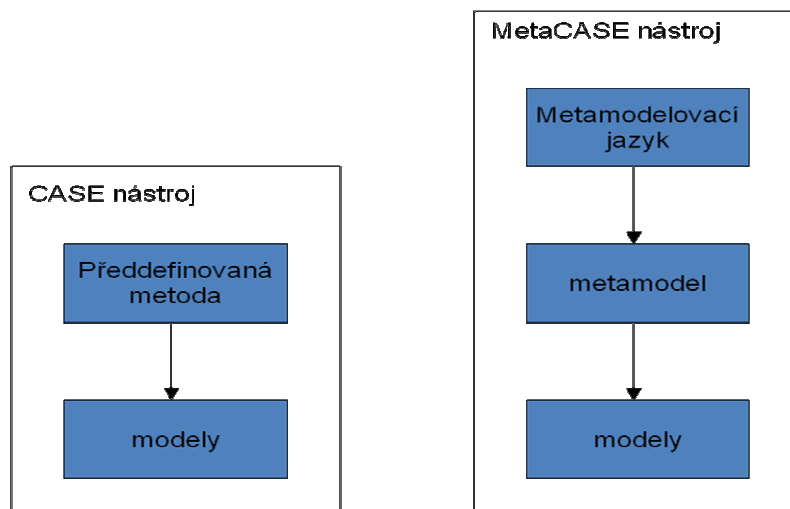 CASE nástroj
Předdefinovaná
metoda
modely
MetaCASE nástroj
Metamodelovací
jazyk
metamodel
modely